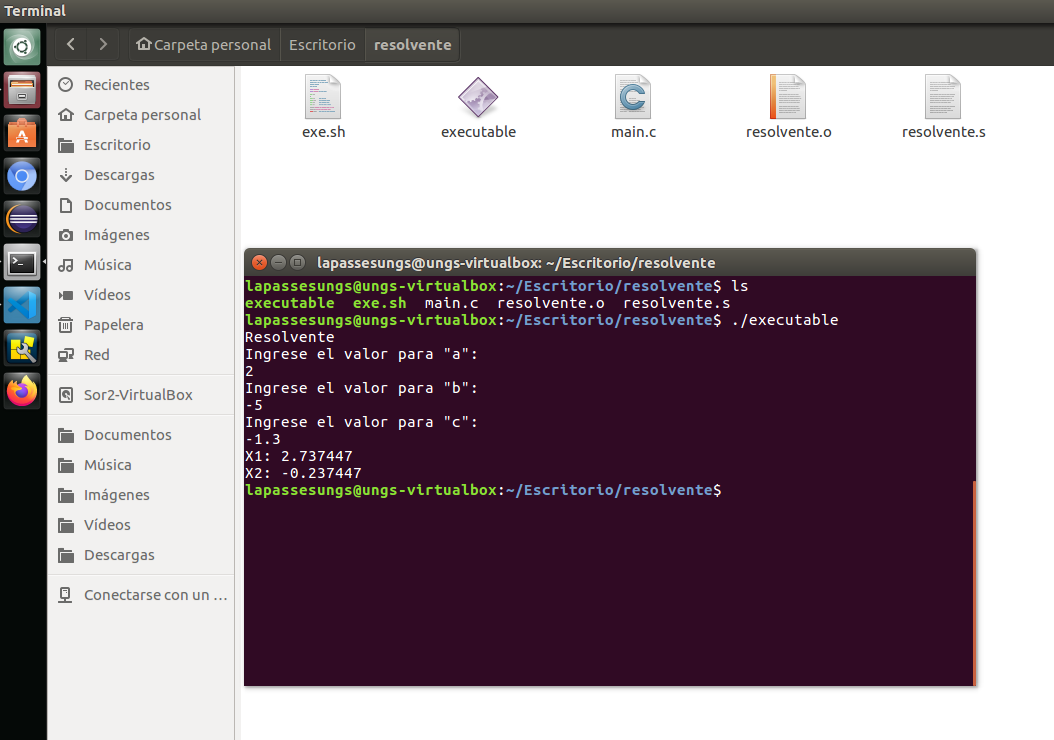 Terminal
Carpeta personal Escritorio resolvente
Recientes
Carpeta personal
Escritorio
Descargas
Documentos
Imágenes
Música
Vídeos
Papelera
Red
Sor2-VirtualBox
Documentos
Música
Imágenes
Vídeos
Descargas
Conectarse con un ...
exe.sh executable main.c resolvente.o resolvente.s
lapassesungs@ungs-virtualbox: ~/Escritorio/resolvente
lapassesungs@ungs-virtualbox:~/Escritorio/resolvente$ ls
executable exe.sh main.c resolvente.o resolvente.s
lapassesungs@ungs-virtualbox:~/Escritorio/resolvente$ ./executable
Resolvente
Ingrese el valor para "a":
2
Ingrese el valor para "b":
-5
Ingrese el valor para "c":
-1.3
X1: 2.737447
X2: -0.237447
lapassesungs@ungs-virtualbox:~/Escritorio/resolvente$